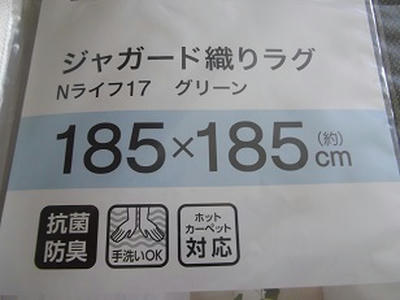 ジャガード織りラグ
Nライフ17 グリーン
185×185(約)cm
抗菌
防臭
手洗いOK
ホット
カーペット
対応